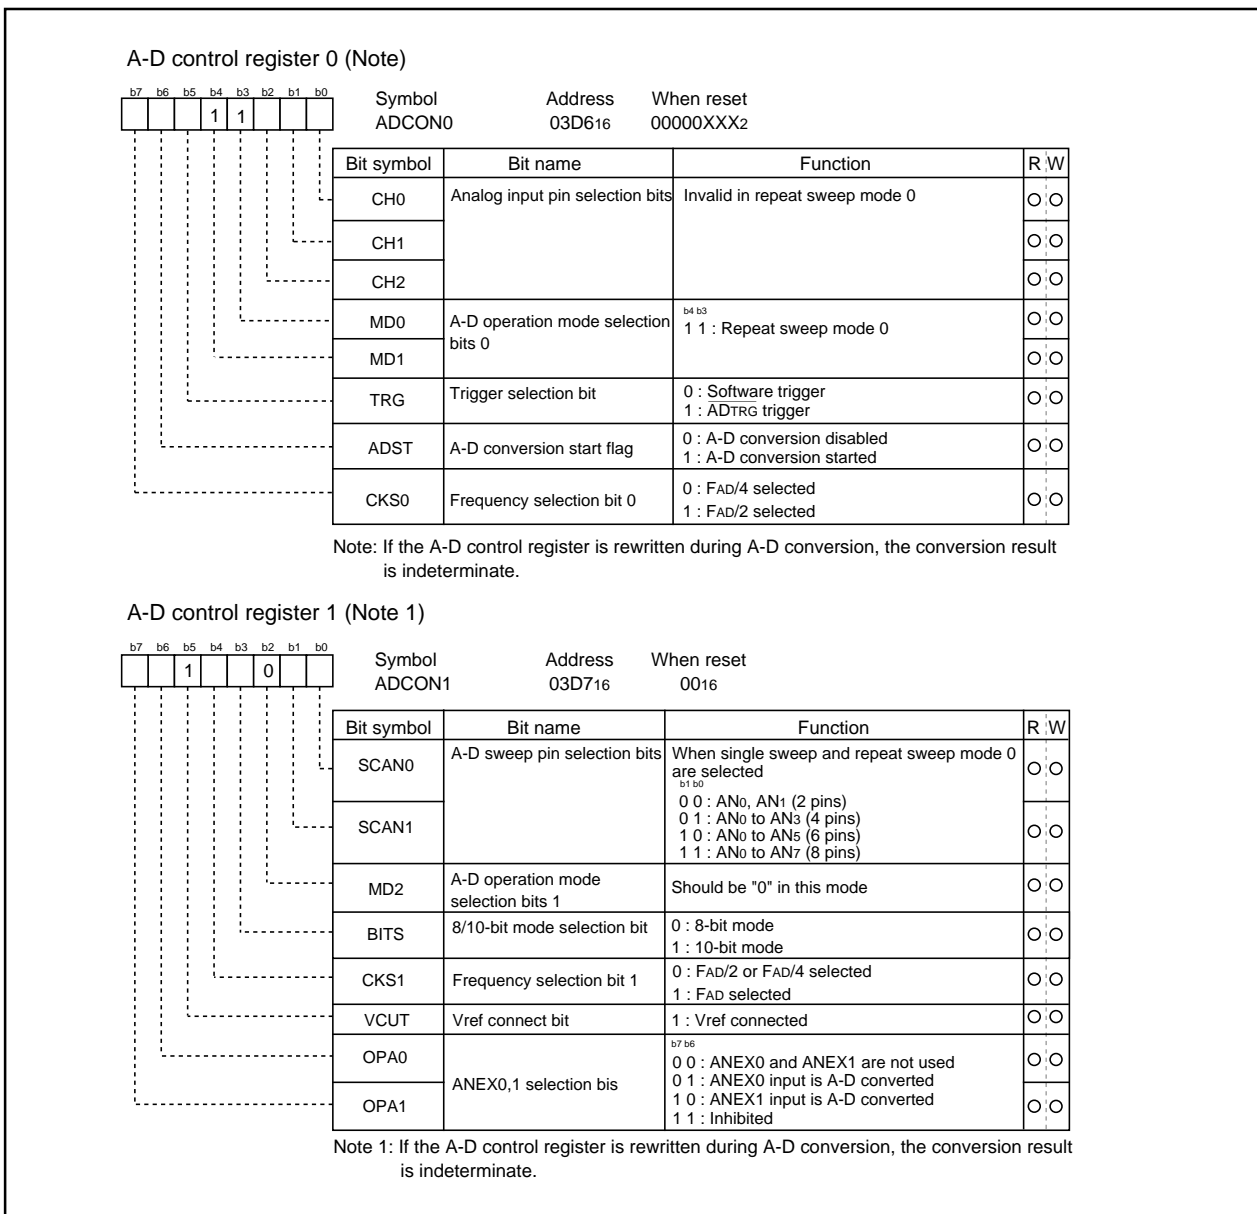 A-D control register 0 (Note)
b7 b6 b5 b4 b3 b2 b1 b0
1 1
Symbol Address When reset
ADCON0 03D616 00000XXX2
Bit symbol Bit name Function R W
CH0 Analog input pin selection bits Invalid in repeat sweep mode 0
CH1
CH2
MD0 A-D operation mode selection bits 0
b4 b3
1 1 : Repeat sweep mode 0
MD1
TRG Trigger selection bit 0 : Software trigger
1 : ADTRG trigger
ADST A-D conversion start flag 0 : A-D conversion disabled
1 : A-D conversion started
CKS0 Frequency selection bit 0 0 : FAD/4 selected
1 : FAD/2 selected
Note: If the A-D control register is rewritten during A-D conversion, the conversion result
is indeterminate.
A-D control register 1 (Note 1)
b7 b6 b5 b4 b3 b2 b1 b0
1 0
Symbol Address When reset
ADCON1 03D716 0016
Bit symbol Bit name Function R W
SCAN0 A-D sweep pin selection bits When single sweep and repeat sweep mode 0
are selected
b1 b0
0 0 : AN0, AN1 (2 pins)
0 1 : AN0 to AN3 (4 pins)
1 0 : AN0 to AN5 (6 pins)
1 1 : AN0 to AN7 (8 pins)
SCAN1
MD2 A-D operation mode
selection bits 1
Should be "0" in this mode
BITS 8/10-bit mode selection bit 0 : 8-bit mode
1 : 10-bit mode
CKS1 Frequency selection bit 1 0 : FAD/2 or FAD/4 selected
1 : FAD selected
VCUT Vref connect bit 1 : Vref connected
OPA0 ANEX0,1 selection bis
b7 b6
0 0 : ANEX0 and ANEX1 are not used
0 1 : ANEX0 input is A-D converted
1 0 : ANEX1 input is A-D converted
1 1 : Inhibited
OPA1
Note 1: If the A-D control register is rewritten during A-D conversion, the conversion result
is indeterminate.